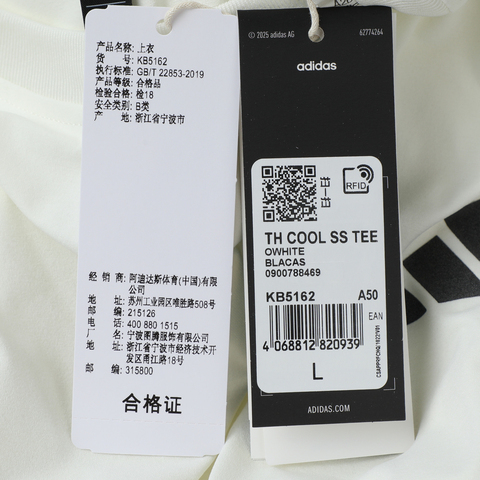 产品名称: 上衣
货 号: KB5162
执行标准: GB/T 22853-2019
产品等级: 合格品
检验合格: 检18
安全类别: B类
产 地: 浙江省宁波市
经 销 商: 阿迪达斯体育(中国)有限公司
地 址: 苏州工业园区唯胜路508号
邮 编: 215126
电 话: 400 880 1515
厂 名: 宁波图腾服饰有限公司
地 址: 浙江省宁波市经济技术开发区甬江路18号
邮 编: 315800
合格证
© 2025 adidas AG
62774264
adidas
RFID
TH COOL SS TEE
OWHITE
BLACAS
0900788469
KB5162 A50
EAN
4 068812 820939
L
ADIDAS.COM